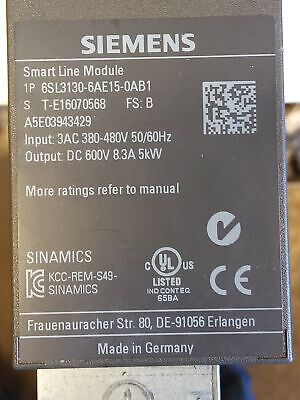 SIEMENS
Smart Line Module
1P 6SL3130-6AE15-0AB1
S T-E16070568 FS: B
A5E03943429
Input: 3AC 380-480V 50/60Hz
Output: DC 600V 8.3A 5kW
More ratings refer to manual
SINAMICS
KCC-REM-S49-
SINAMICS
C UL US
LISTED
IND CONT EQ
65BA
Frauenauracher Str. 80, DE-91056 Erlangen
Made in Germany